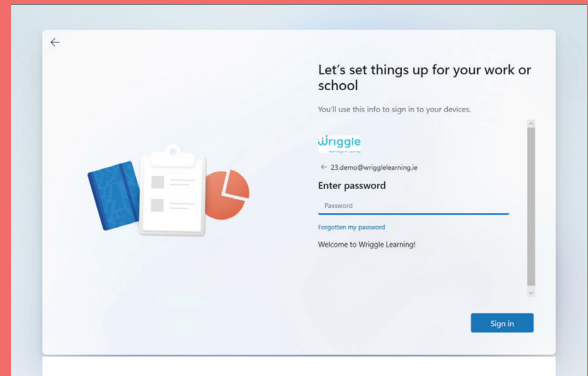 Let's set things up for your work or
school
You'll use this info to sign in to your devices.
wriggle
← 23.demo@wrigglelearning.ie
Enter password
Password
Forgotten my password
Welcome to Wriggle Learning!
Sign in